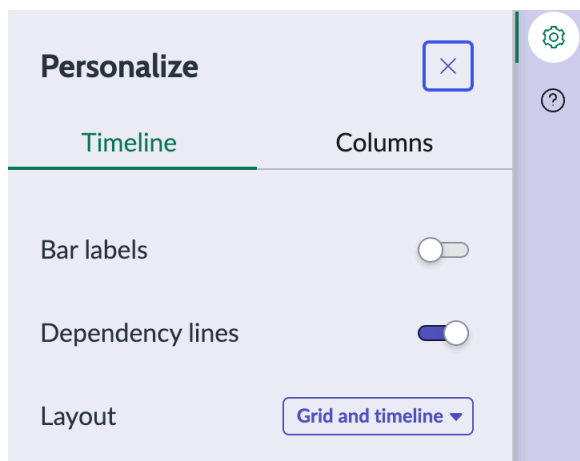 Personalize
Timeline Columns
Bar labels
Dependency lines
Layout Grid and timeline